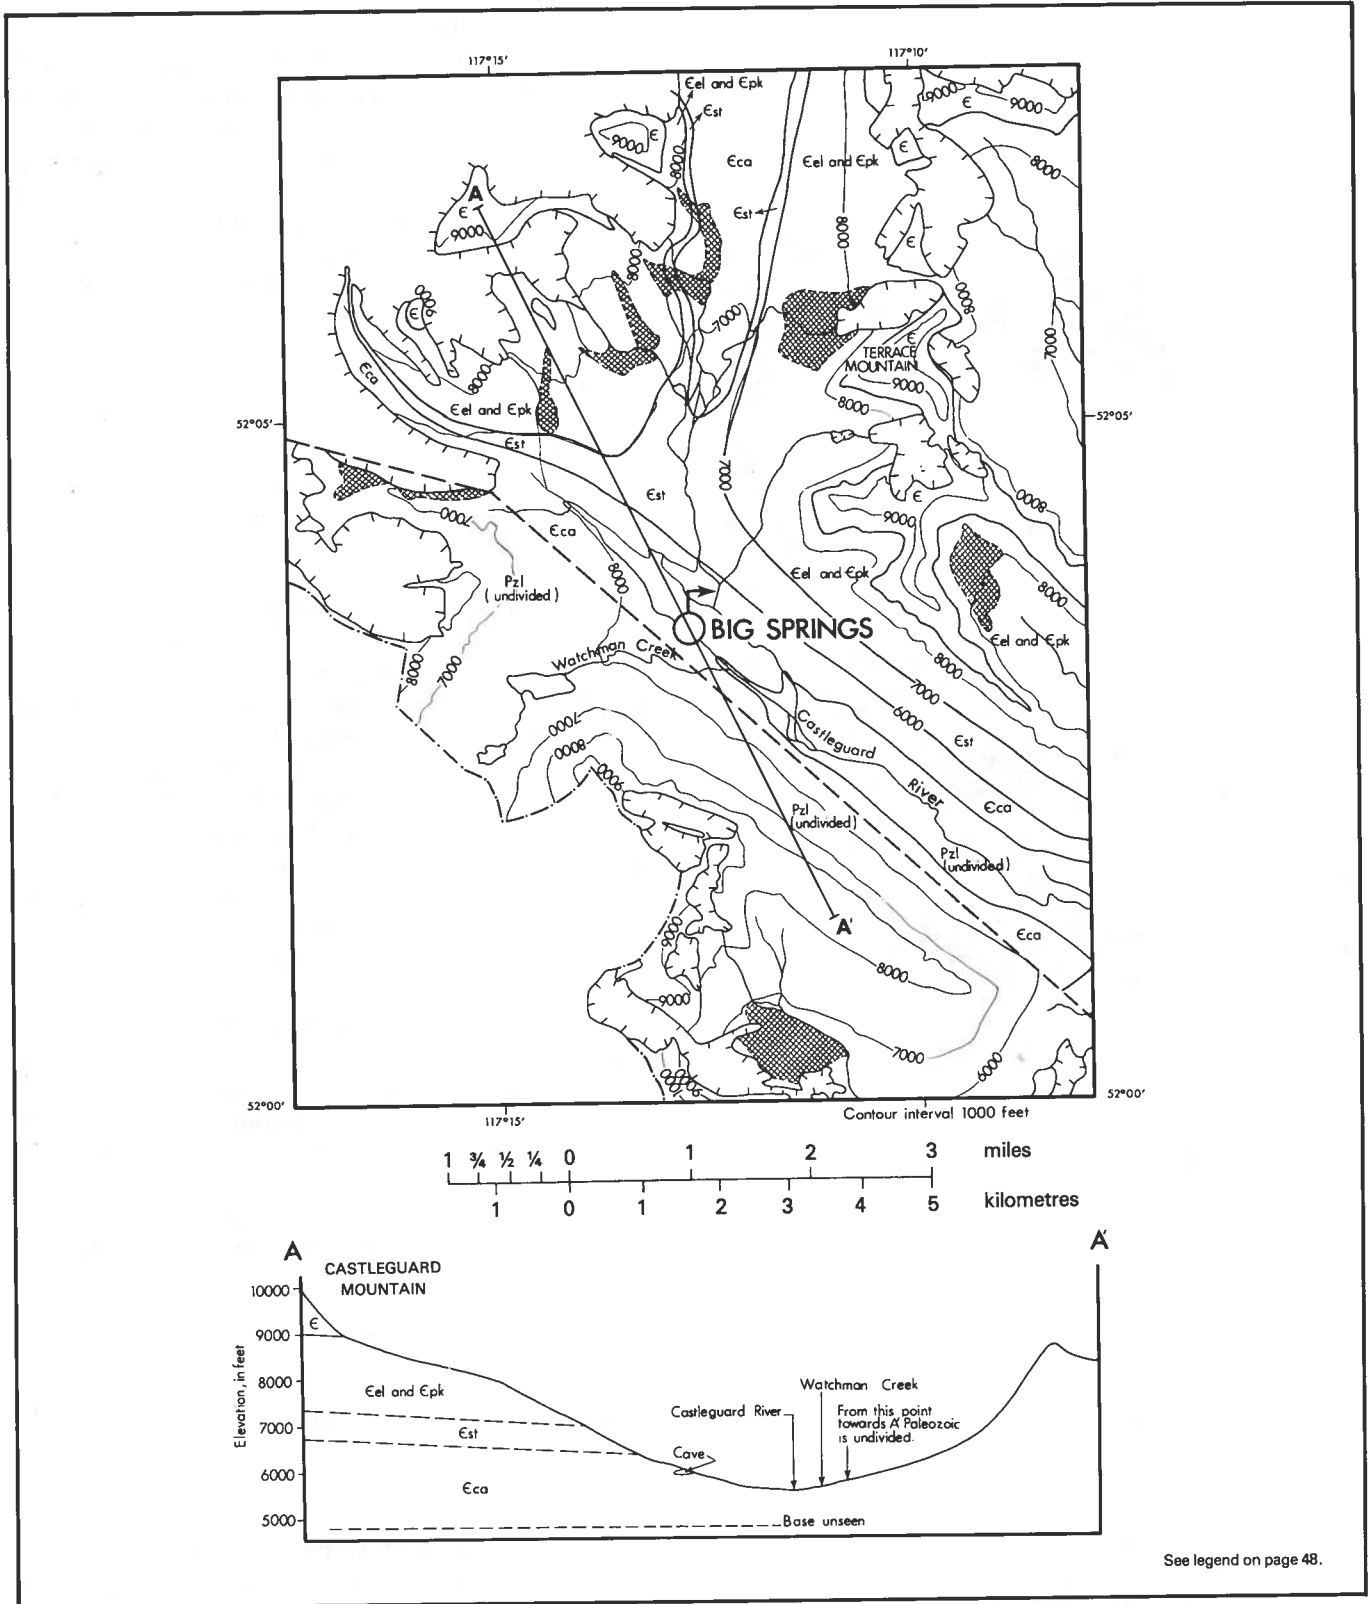 117°15'
117°10'
Єel and Єpk
Єst
9000
Є
8000
Єca
Єel and Єpk
9000
Є
9000
Є
8000
A
Є
9000
Єst
8000
Є
8000
9000
Є
8000
7000
8000
7000
Є
TERRACE
MOUNTAIN
9000
8000
Єca
8000
Єel and Єpk
52°05'
52°05'
Єst
7000
Єst
8000
Є
9000
7000
Єca
Pzl
(undivided)
8000
Єel and Єpk
8000
BIG SPRINGS
Єel and Єpk
Watchman Creek
8000
8000
7000
7000
6000
7000
8000
9000
Castleguard
River
Єst
Єca
Pzl
(undivided)
Pzl
(undivided)
A'
Єca
9000
8000
9000
7000
6000
52°00'
52°00'
117°15'
Contour interval 1000 feet
1 ¾ ½ ¼ 0 1 2 3 miles
1 0 1 2 3 4 5 kilometres
A
A'
CASTLEGUARD
MOUNTAIN
10000
Є
9000
8000
Єel and Єpk
7000
Єst
6000
Єca
5000
Elevation, in feet
Watchman Creek
Castleguard River
From this point
towards A' Paleozoic
is undivided.
Cave
Base unseen
See legend on page 48.